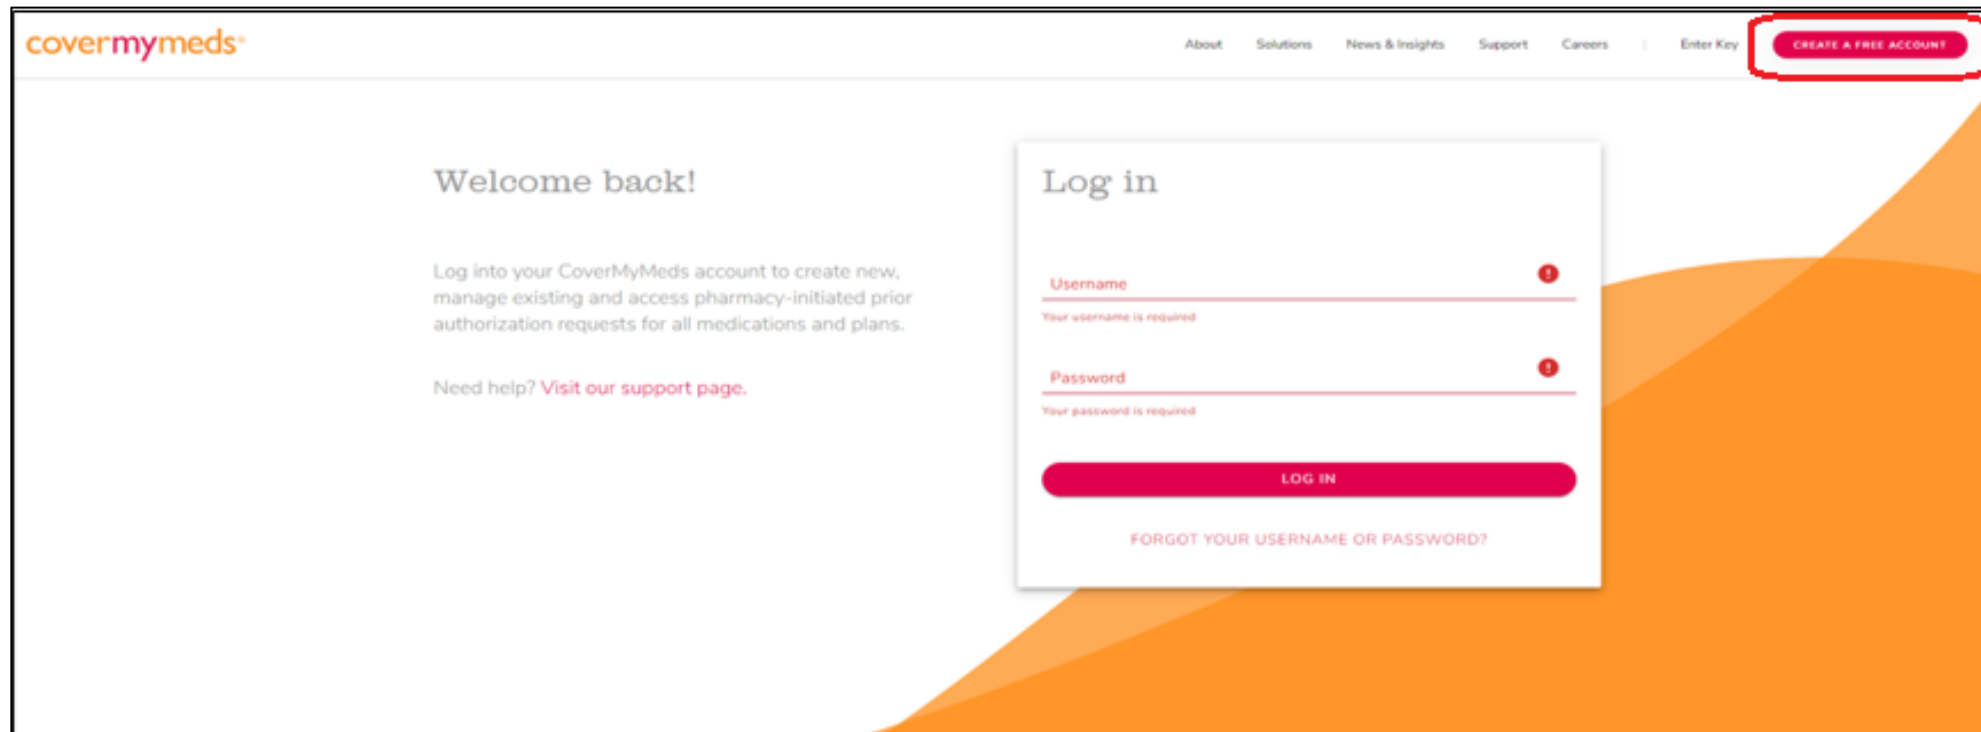 covermymeds®
About Solutions News & Insights Support Careers | Enter Key CREATE A FREE ACCOUNT
Welcome back!
Log into your CoverMyMeds account to create new,
manage existing and access pharmacy-initiated prior
authorization requests for all medications and plans.
Need help? Visit our support page.
Log in
Username
Your username is required
Password
Your password is required
LOG IN
FORGOT YOUR USERNAME OR PASSWORD?